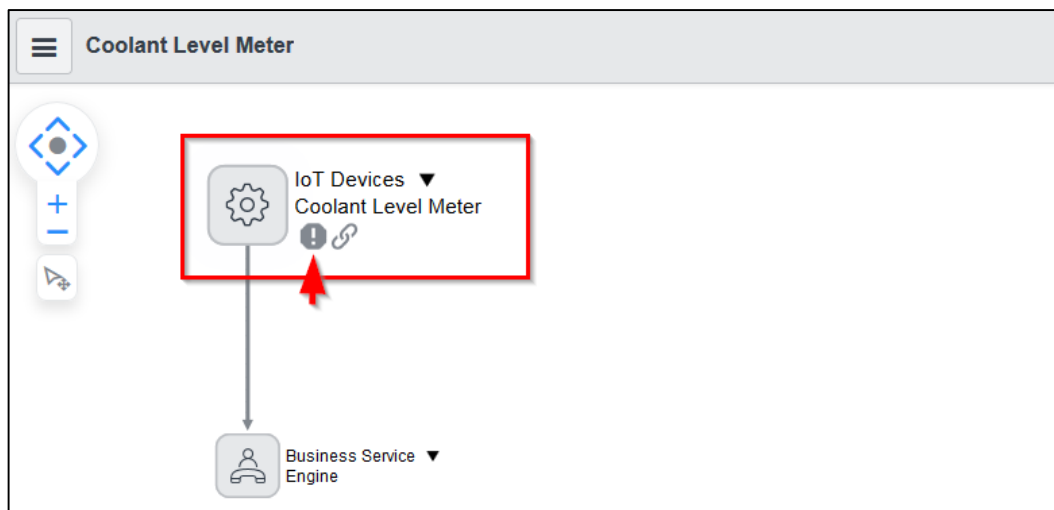 Coolant Level Meter
IoT Devices
Coolant Level Meter
Business Service
Engine